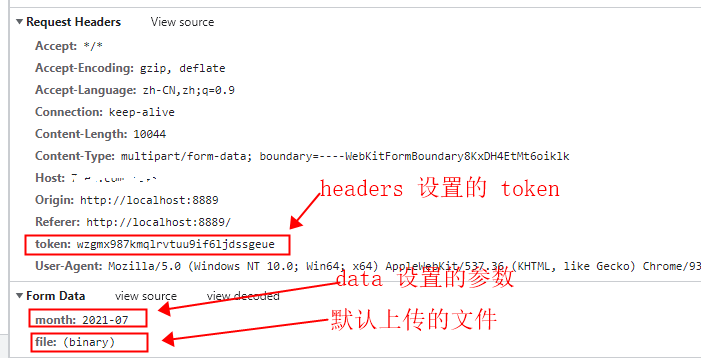 Request Headers View source
Accept: */*
Accept-Encoding: gzip, deflate
Accept-Language: zh-CN,zh;q=0.9
Connection: keep-alive
Content-Length: 10044
Content-Type: multipart/form-data; boundary=----WebKitFormBoundary8KxDH4EtMt6oiklk
Host:
Origin: http://localhost:8889
headers 设置的 token
Referer: http://localhost:8889/
token: wzgmx987kmqlrvtuu9if6ljdssgeue
User-Agent: Mozilla/5.0 (Windows NT 10.0; Win64; x64) AppleWebKit/537.36 (KHTML, like Gecko) Chrome/93
data 设置的参数
Form Data view source view decoded
month: 2021-07
默认上传的文件
file: (binary)